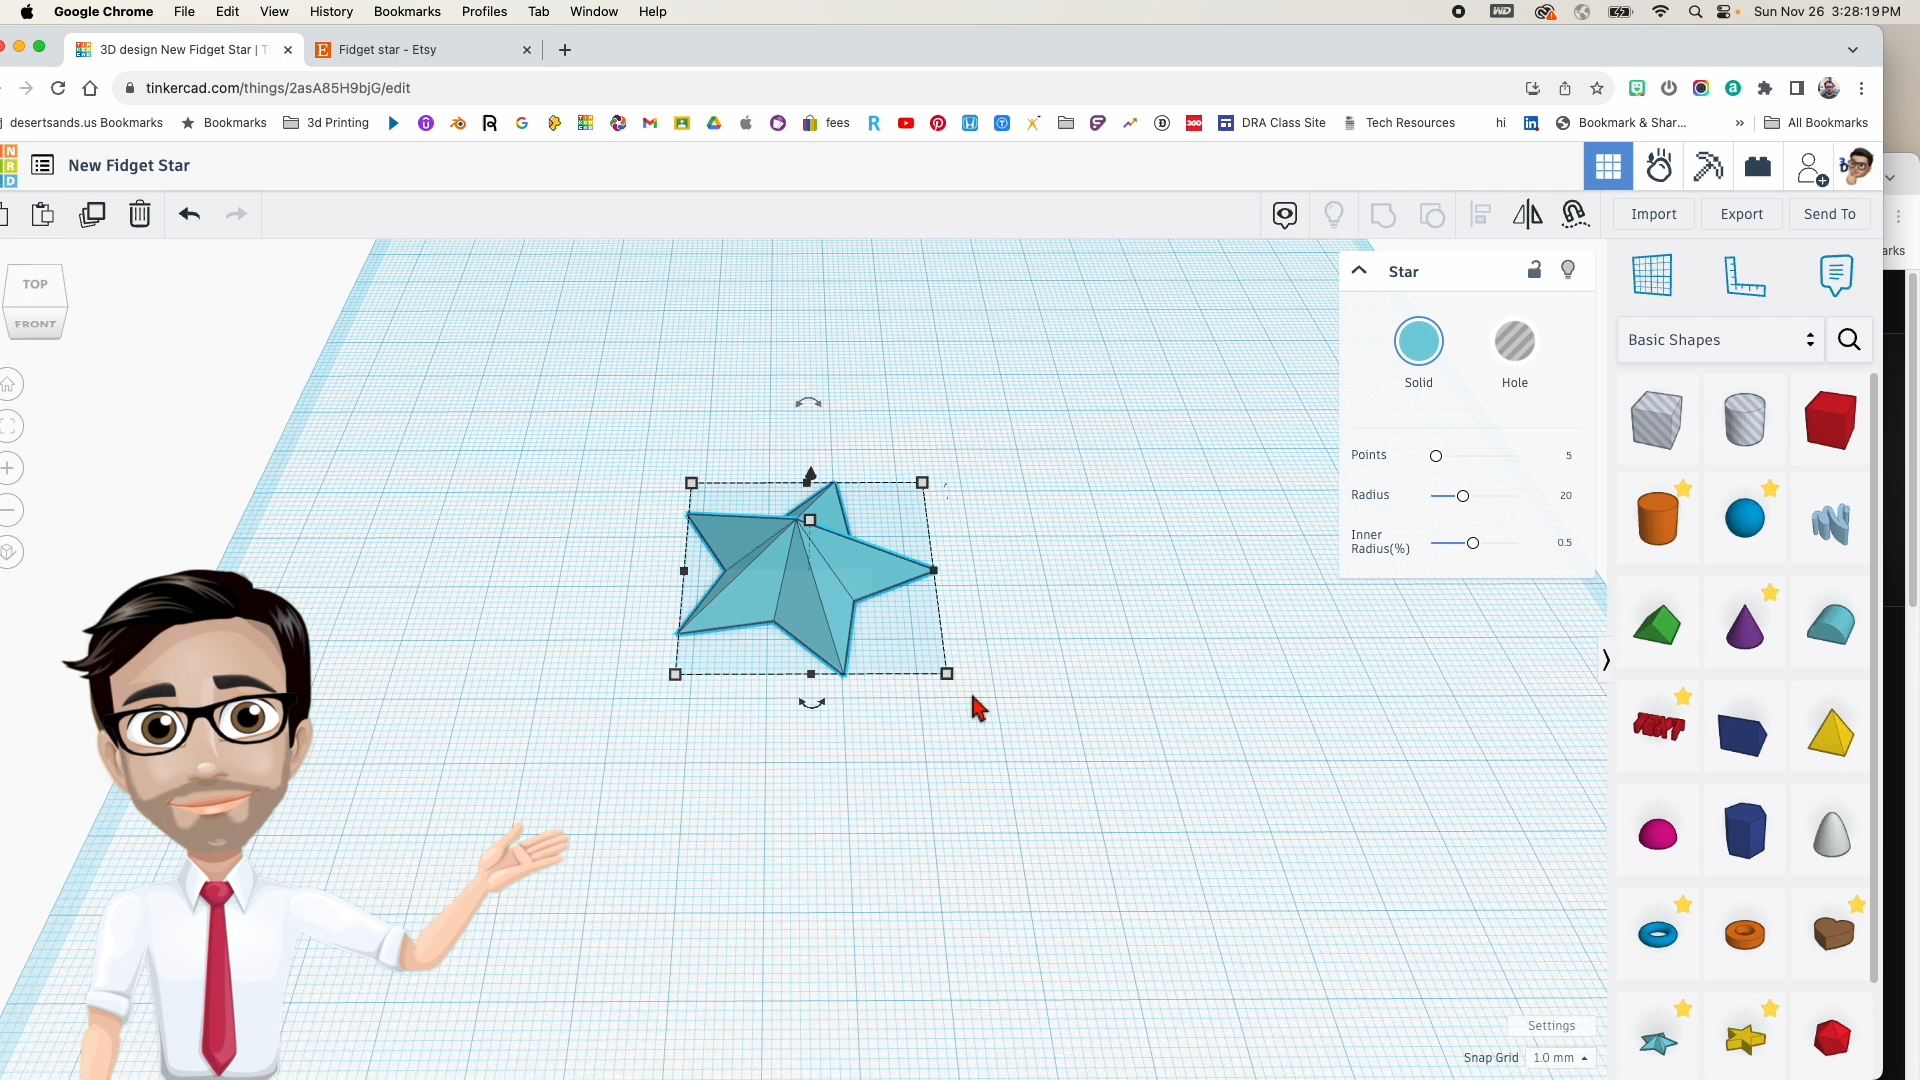 Google Chrome File Edit View History Bookmarks Profiles Tab Window Help WD Sun Nov 26 3:28:19 PM
3D design New Fidget Star | T Fidget star - Etsy
tinkercad.com/things/2asA85H9bjG/edit
desertsands.us Bookmarks Bookmarks 3d Printing fees DRA Class Site Tech Resources hi Bookmark & Shar... » All Bookmarks
New Fidget Star
Import Export Send To
arks
TOP
FRONT
Star
Solid Hole
Points 5
Radius 20
Inner Radius(%) 0.5
Basic Shapes
TEXT
Settings
Snap Grid 1.0 mm